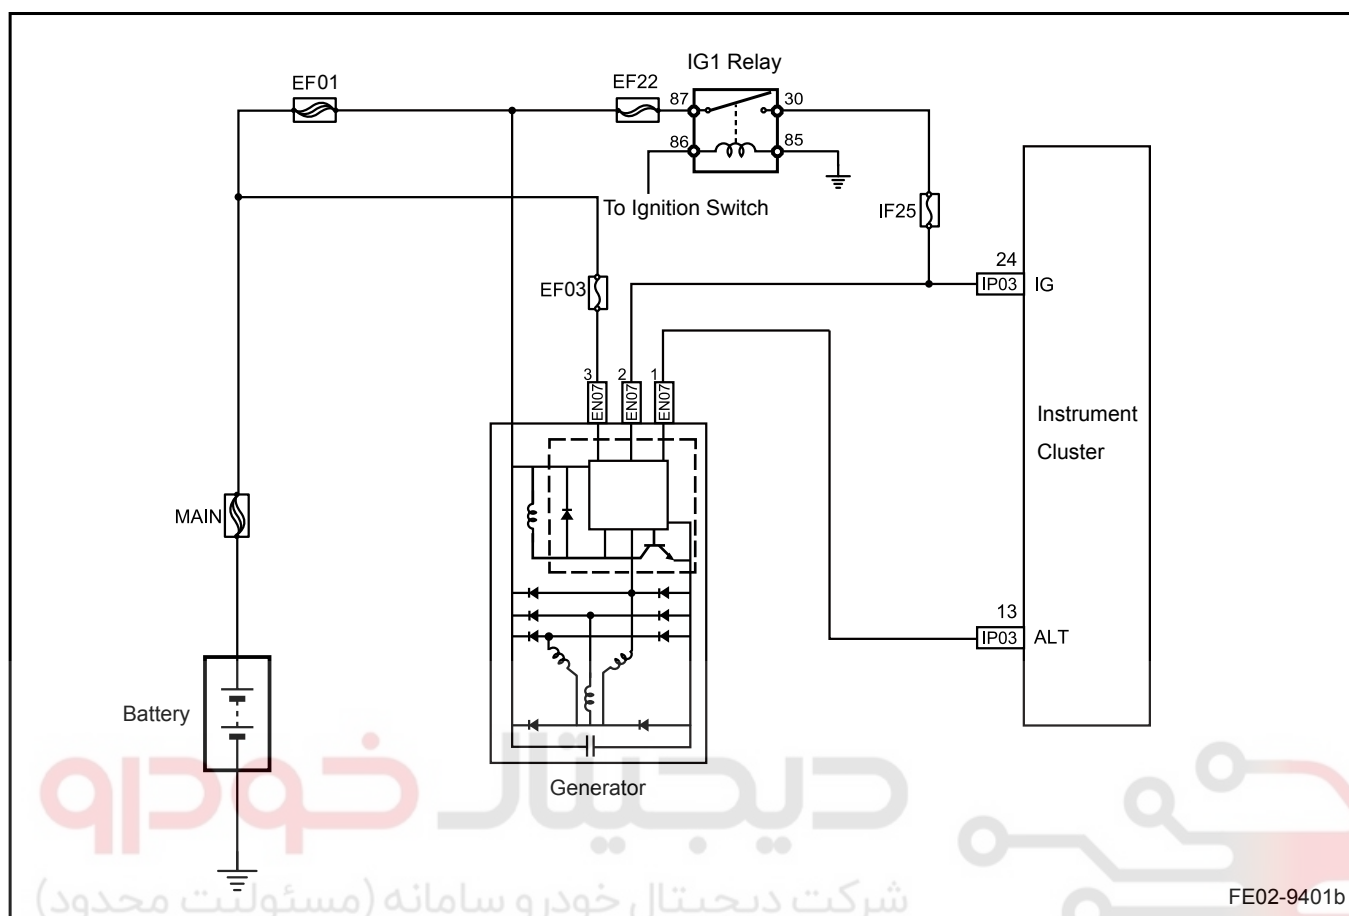 IG1 Relay
EF01
EF22
87
30
86
85
To Ignition Switch
IF25
24
IP03
IG
EF03
3
2
1
EN07
EN07
EN07
Instrument
Cluster
MAIN
13
IP03
ALT
Battery
Generator
دیجیتال خودرو
شرکت دیجیتال خودرو سامانه (مسئولیت محدود)
FE02-9401b